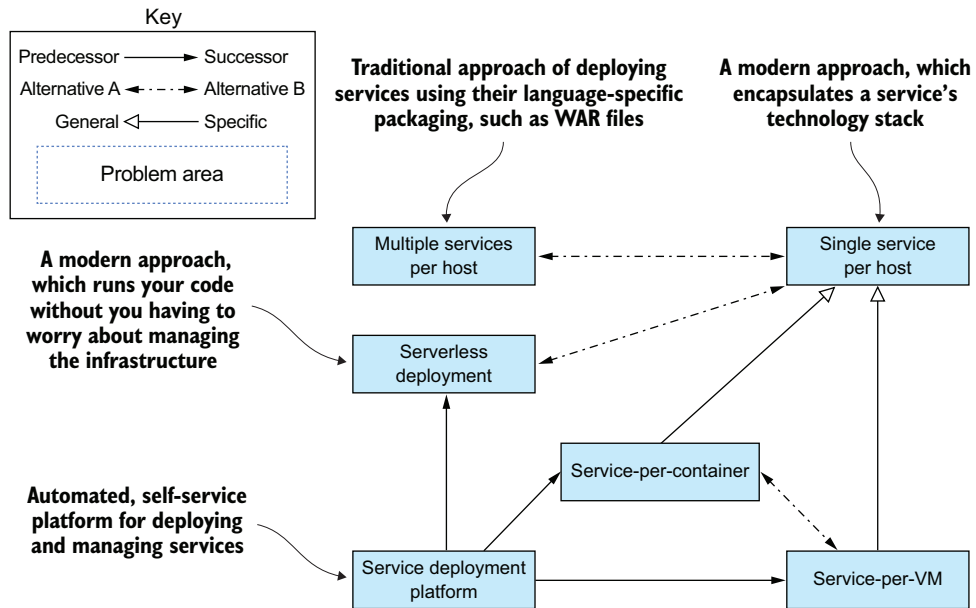 Key
Predecessor
Successor
Alternative A
Alternative B
General
Specific
Problem area
Traditional approach of deploying
services using their language-specific
packaging, such as WAR files
A modern approach, which
encapsulates a service's
technology stack
Multiple services
per host
Single service
per host
A modern approach,
which runs your code
without you having to
worry about managing
the infrastructure
Serverless
deployment
Service-per-container
Automated, self-service
platform for deploying
and managing services
Service deployment
platform
Service-per-VM